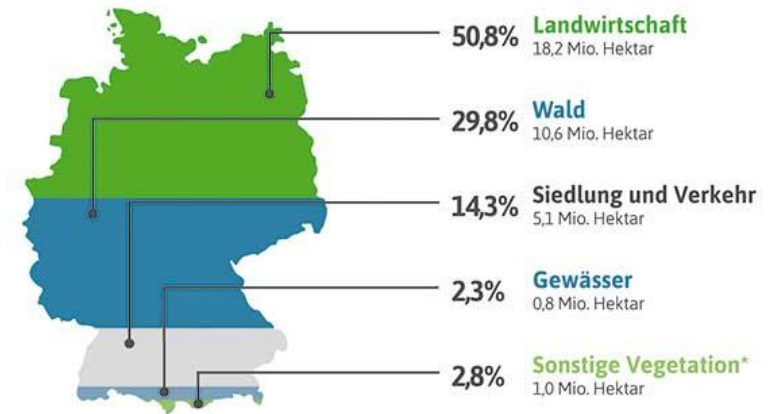 50,8% Landwirtschaft
18,2 Mio. Hektar
29,8% Wald
10,6 Mio. Hektar
14,3% Siedlung und Verkehr
5,1 Mio. Hektar
2,3% Gewässer
0,8 Mio. Hektar
2,8% Sonstige Vegetation*
1,0 Mio. Hektar